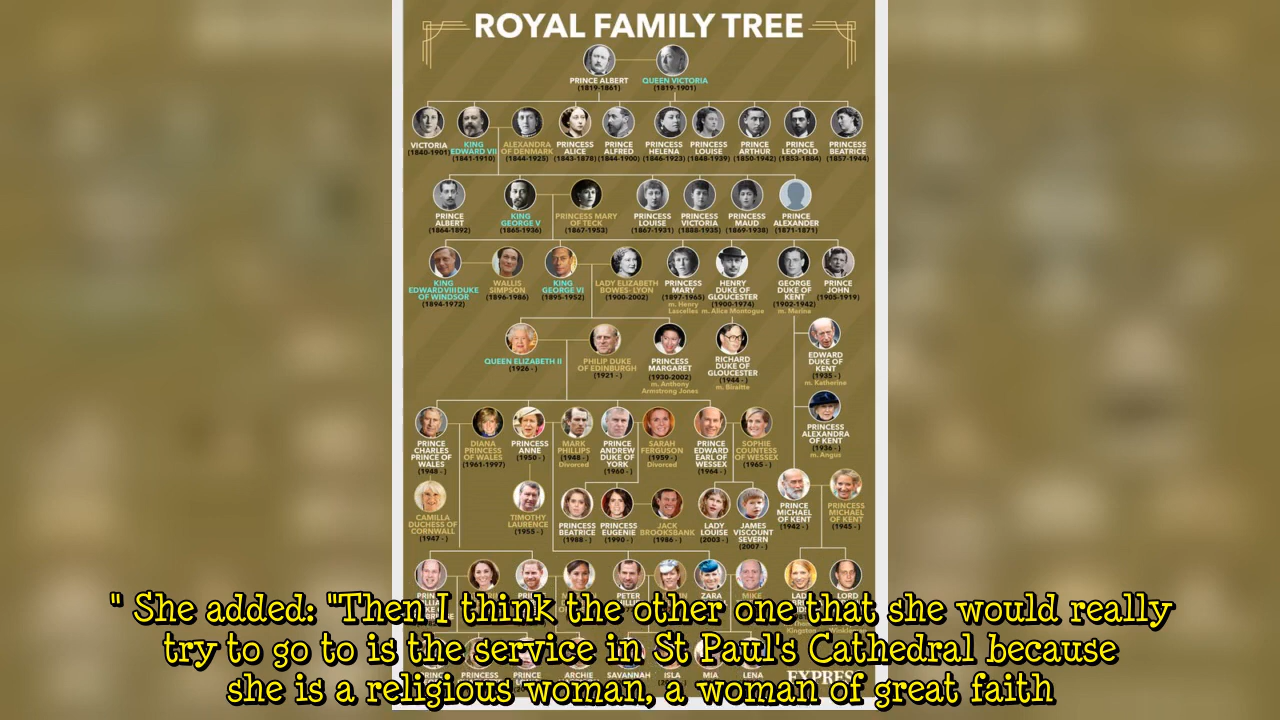 ROYAL FAMILY TREE
PRINCE ALBERT
(1819-1861)
QUEEN VICTORIA
(1819-1901)
VICTORIA
(1840-1901)
KING
EDWARD VII
(1841-1910)
ALEXANDRA
OF DENMARK
(1844-1925)
PRINCESS
ALICE
(1843-1878)
PRINCE
ALFRED
(1844-1900)
PRINCESS
HELENA
(1846-1923)
PRINCESS
LOUISE
(1848-1939)
PRINCE
ARTHUR
(1850-1942)
PRINCE
LEOPOLD
(1853-1884)
PRINCESS
BEATRICE
(1857-1944)
PRINCE
ALBERT
(1864-1892)
KING
GEORGE V
(1865-1936)
PRINCESS MARY
OF TECK
(1867-1953)
PRINCESS
LOUISE
(1867-1931)
PRINCESS
VICTORIA
(1888-1935)
PRINCESS
MAUD
(1869-1938)
PRINCE
ALEXANDER
(1871-1871)
KING
EDWARDVIIIDUKE
OF WINDSOR
(1894-1972)
WALLIS
SIMPSON
(1896-1986)
KING
GEORGE VI
(1895-1952)
LADY ELIZABETH
BOWES- LYON
(1900-2002)
PRINCESS
MARY
(1897-1965)
m. Henry
Lascelles
HENRY
DUKE OF
GLOUCESTER
(1900-1974)
m. Alice Montogue
GEORGE
DUKE OF
KENT
(1902-1942)
m. Marina
PRINCE
JOHN
(1905-1919)
QUEEN ELIZABETH II
(1926 - )
PHILIP DUKE
OF EDINBURGH
(1921 - )
PRINCESS
MARGARET
(1930-2002)
m. Anthony
Armstrong Jones
RICHARD
DUKE OF
GLOUCESTER
(1944 - )
m. Biraitte
EDWARD
DUKE OF
KENT
(1935 - )
m. Katherine
PRINCESS
ALEXANDRA
OF KENT
(1936 - )
m. Angus
PRINCE
CHARLES
PRINCE OF
WALES
(1948 - )
DIANA
PRINCESS
OF WALES
(1961-1997)
PRINCESS
ANNE
(1950 - )
MARK
PHILLIPS
(1948 - )
Divorced
PRINCE
ANDREW
DUKE OF
YORK
(1960 - )
SARAH
FERGUSON
(1959 - )
Divorced
PRINCE
EDWARD
EARL OF
WESSEX
(1964 - )
SOPHIE
COUNTESS
OF WESSEX
(1965 - )
CAMILLA
DUCHESS OF
CORNWALL
(1947 - )
TIMOTHY
LAURENCE
(1955 - )
PRINCESS
BEATRICE
(1988 - )
PRINCESS
EUGENIE
(1990 - )
JACK
BROOKSBANK
(1986 - )
LADY
LOUISE
(2003 - )
JAMES
VISCOUNT
SEVERN
(2007 - )
PRINCE
MICHAEL
OF KENT
(1942 - )
PRINCESS
MICHAEL
OF KENT
(1945 - )
PETER
ZARA
MIKE
LORD
PRINCESS
PRINCE
ARCHIE
SAVANNAH
ISLA
MIA
LENA
EXPRESS
" She added: "Then I think the other one that she would really
try to go to is the service in St Paul's Cathedral because
she is a religious woman, a woman of great faith